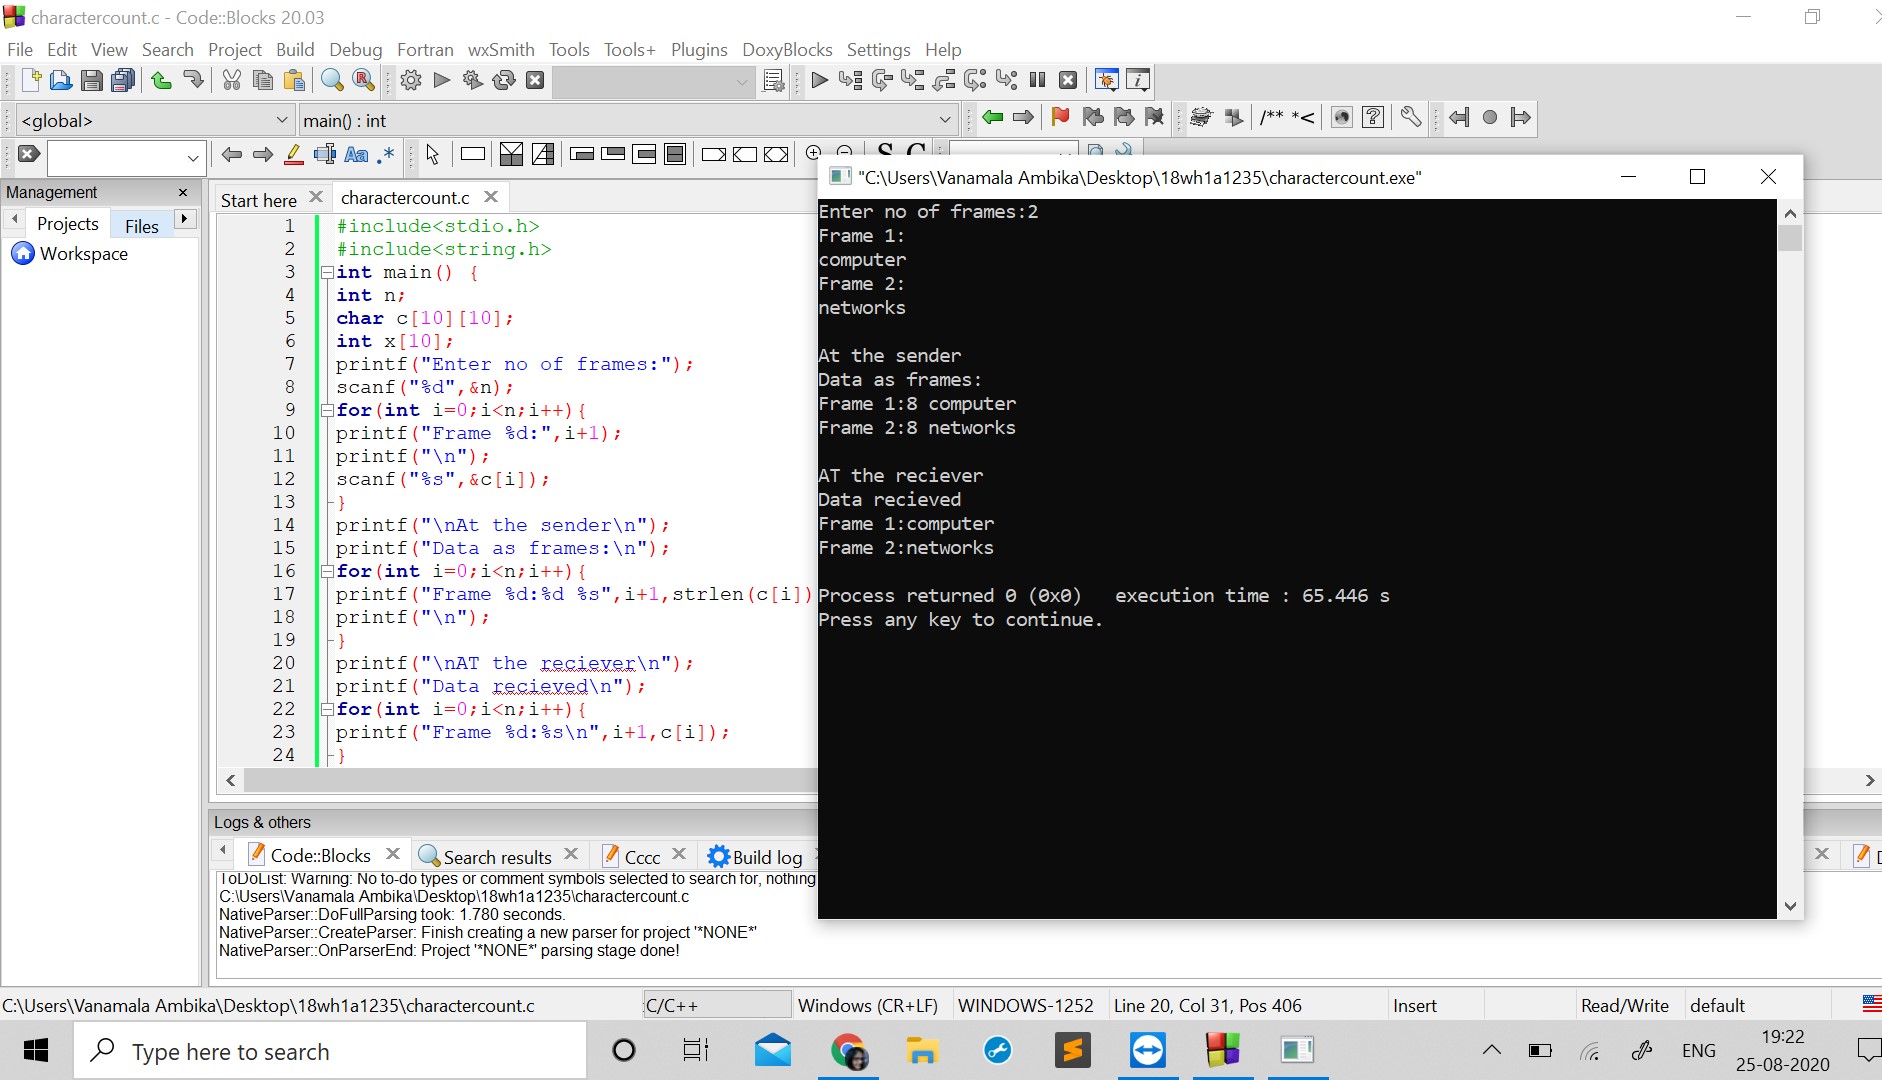 charactercount.c - Code::Blocks 20.03
File Edit View Search Project Build Debug Fortran wxSmith Tools Tools+ Plugins DoxyBlocks Settings Help
<global>
main() : int
/** *<
Aa .*
S C
Management
Projects
Files
Workspace
Start here
charactercount.c
1 #include<stdio.h>
2 #include<string.h>
3 int main() {
4 int n;
5 char c[10][10];
6 int x[10];
7 printf("Enter no of frames:");
8 scanf("%d",&n);
9 for(int i=0;i<n;i++){
10 printf("Frame %d:",i+1);
11 printf("\n");
12 scanf("%s",&c[i]);
13 }
14 printf("\nAt the sender\n");
15 printf("Data as frames:\n");
16 for(int i=0;i<n;i++){
17 printf("Frame %d:%d %s",i+1,strlen(c[i])
18 printf("\n");
19 }
20 printf("\nAT the reciever\n");
21 printf("Data recieved\n");
22 for(int i=0;i<n;i++){
23 printf("Frame %d:%s\n",i+1,c[i]);
24 }
"C:\Users\Vanamala Ambika\Desktop\18wh1a1235\charactercount.exe"
Enter no of frames:2
Frame 1:
computer
Frame 2:
networks
At the sender
Data as frames:
Frame 1:8 computer
Frame 2:8 networks
AT the reciever
Data recieved
Frame 1:computer
Frame 2:networks
Process returned 0 (0x0)   execution time : 65.446 s
Press any key to continue.
Logs & others
Code::Blocks
Search results
Cccc
Build log
ToDoList: Warning: No to-do types or comment symbols selected to search for, nothing
C:\Users\Vanamala Ambika\Desktop\18wh1a1235\charactercount.c
NativeParser::DoFullParsing took: 1.780 seconds.
NativeParser::CreateParser: Finish creating a new parser for project '*NONE*'
NativeParser::OnParserEnd: Project '*NONE*' parsing stage done!
C:\Users\Vanamala Ambika\Desktop\18wh1a1235\charactercount.c
C/C++
Windows (CR+LF)
WINDOWS-1252
Line 20, Col 31, Pos 406
Insert
Read/Write
default
Type here to search
ENG
19:22
25-08-2020